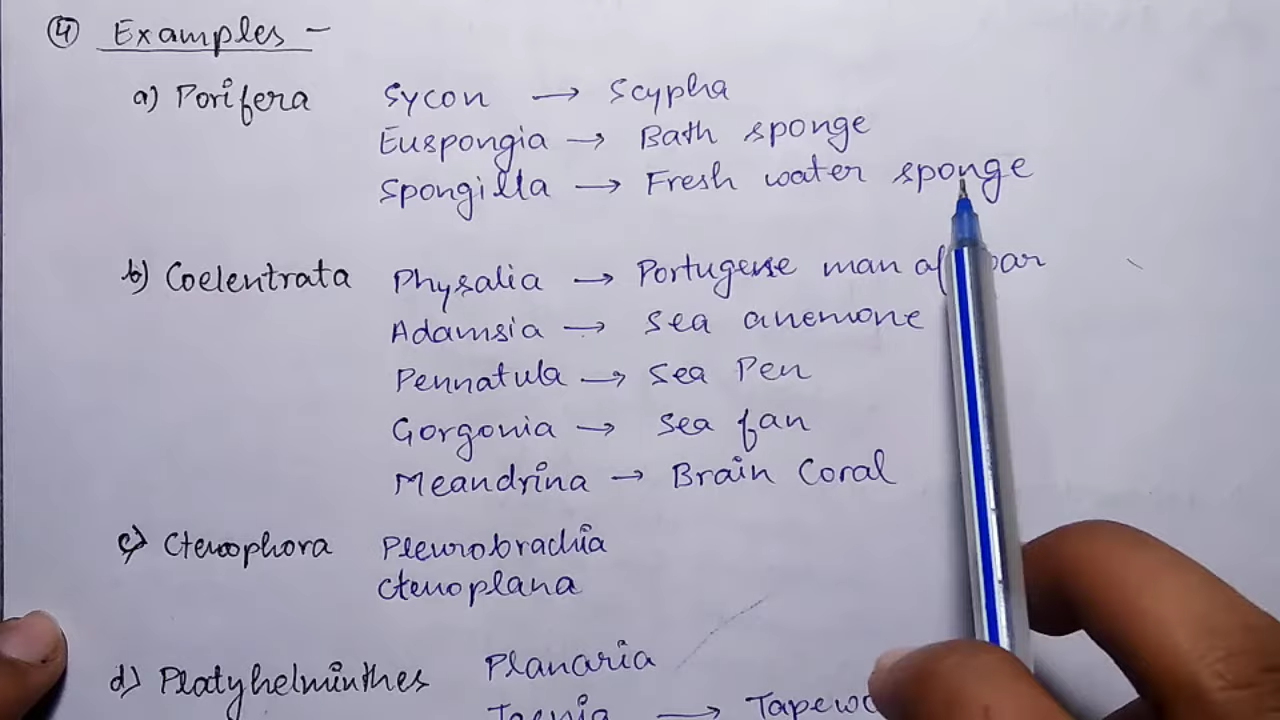 ④ Examples -
a) Porifera Sycon → Scypha
Euspongia → Bath sponge
Spongilla → Fresh water sponge
b) Coelentrata Physalia → Portugese man of
Adamsia → Sea anemone
Pennatula → Sea Pen
Gorgonia → Sea fan
Meandrina → Brain Coral
c) Ctenophora Pleurobrachia
Ctenoplana
d) Platyhelminthes Planaria
Taenia →